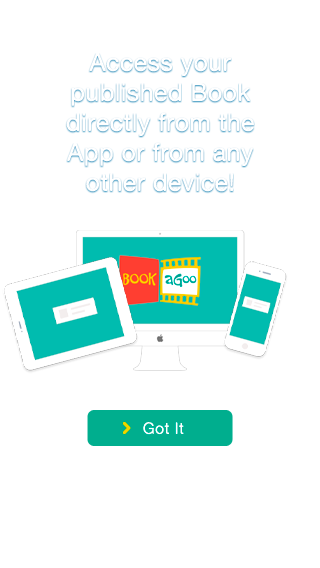 Access your
published Book
directly from the
App or from any
other device!
BOOK aGoo
Got It